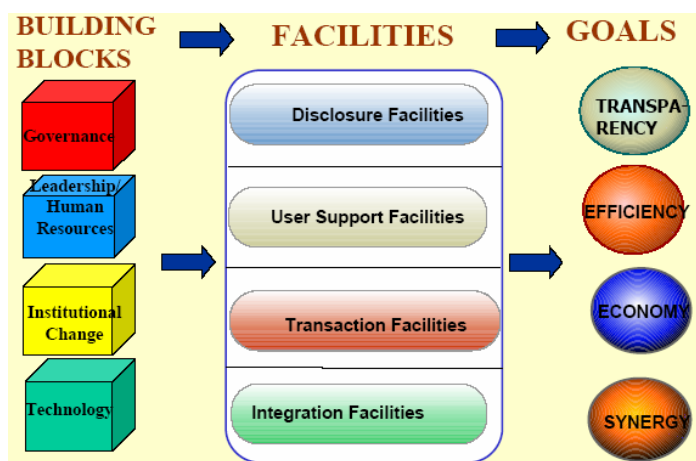 BUILDING
BLOCKS
FACILITIES
GOALS
Governance
Leadership/
Human
Resources
Institutional
Change
Technology
Disclosure Facilities
User Support Facilities
Transaction Facilities
Integration Facilities
TRANSPA-
RENCY
EFFICIENCY
ECONOMY
SYNERGY